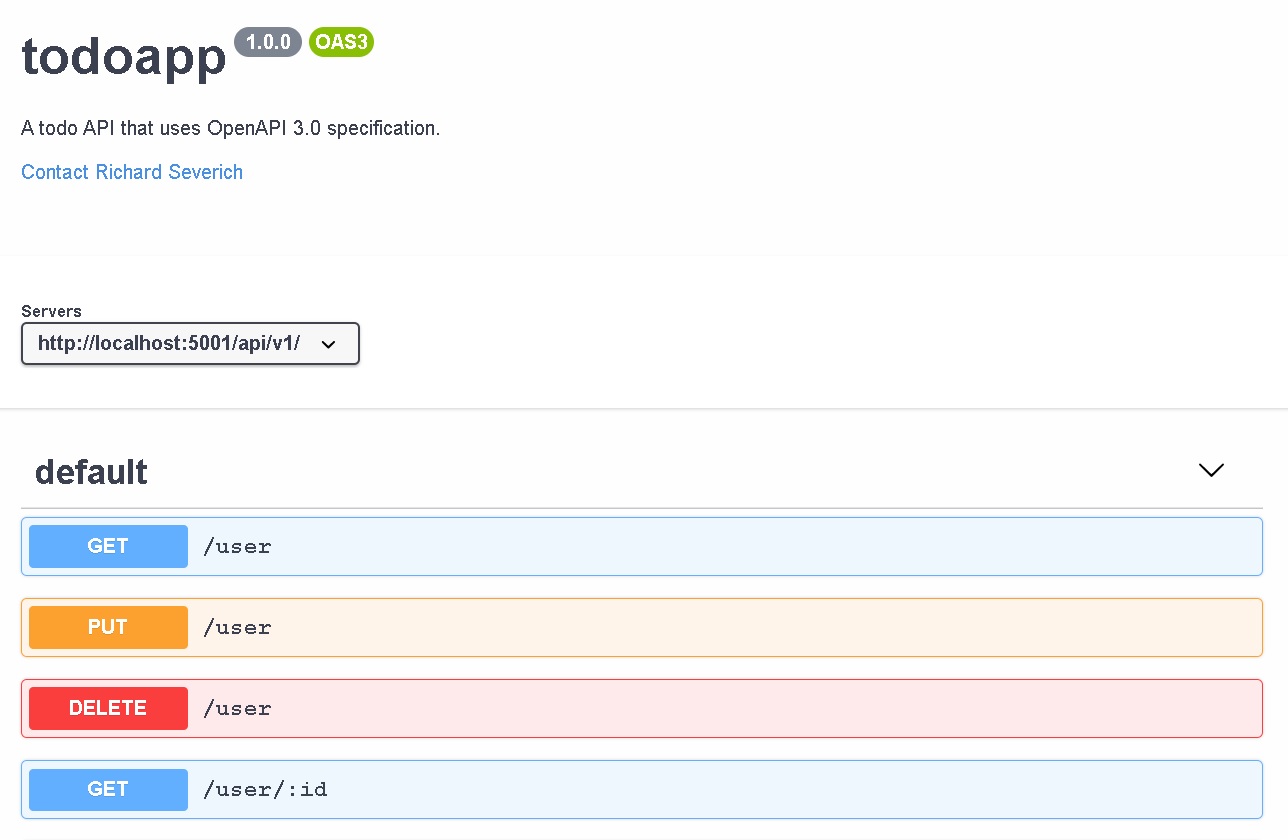 todoapp 1.0.0 OAS3
A todo API that uses OpenAPI 3.0 specification.
Contact Richard Severich
Servers
http://localhost:5001/api/v1/
default
GET /user
PUT /user
DELETE /user
GET /user/:id